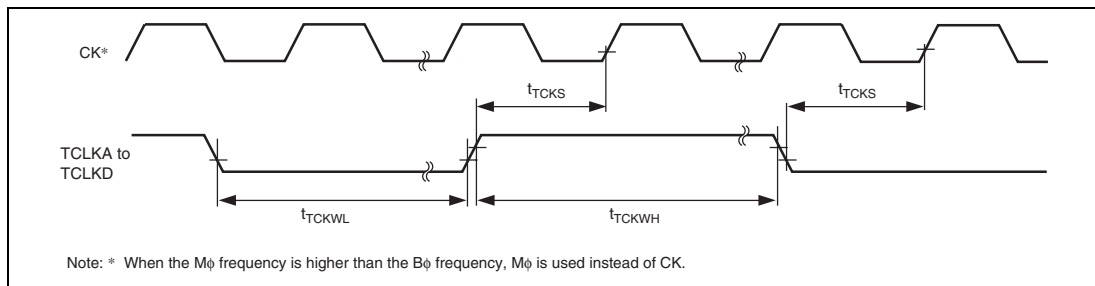 CK*
tTCKS
tTCKS
TCLKA to
TCLKD
tTCKWL
tTCKWH
Note: * When the Mφ frequency is higher than the Bφ frequency, Mφ is used instead of CK.